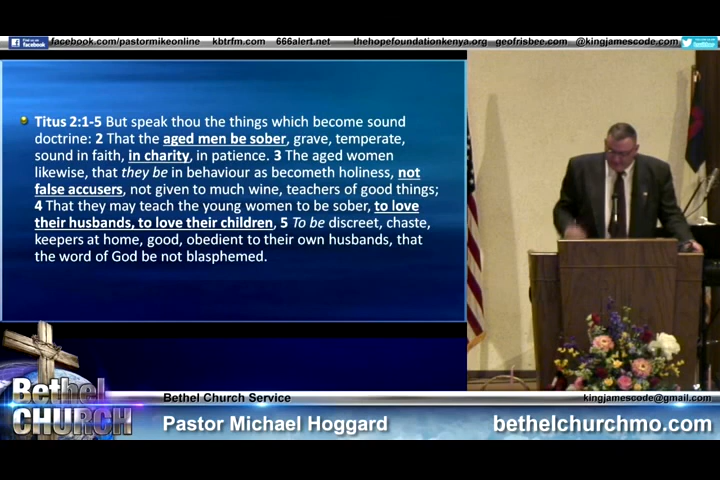 Find us on facebook facebook.com/pastormikeonline kbtrfm.com 666alert.net thehopefoundationkenya.org geofrisbee.com @kingjamescode.com
Titus 2:1-5 But speak thou the things which become sound
doctrine: 2 That the aged men be sober, grave, temperate,
sound in faith, in charity, in patience. 3 The aged women
likewise, that they be in behaviour as becometh holiness, not
false accusers, not given to much wine, teachers of good things;
4 That they may teach the young women to be sober, to love
their husbands, to love their children, 5 To be discreet, chaste,
keepers at home, good, obedient to their own husbands, that
the word of God be not blasphemed.
Bethel
CHURCH
Bethel Church Service
kingjamescode@gmail.com
Pastor Michael Hoggard
bethelchurchmo.com